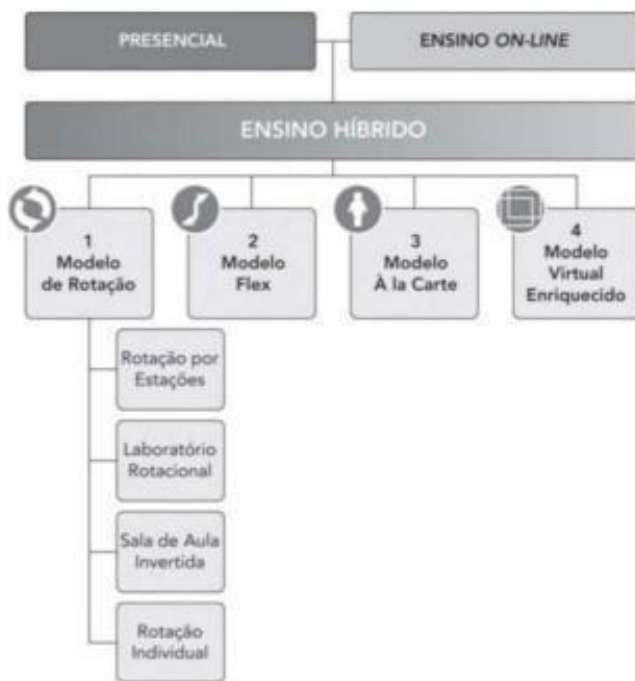 PRESENCIAL
ENSINO ON-LINE
ENSINO HÍBRIDO
1
Modelo
de Rotação
2
Modelo
Flex
3
Modelo
À la Carte
4
Modelo
Virtual
Enriquecido
Rotação por
Estações
Laboratório
Rotacional
Sala de Aula
Invertida
Rotação
Individual